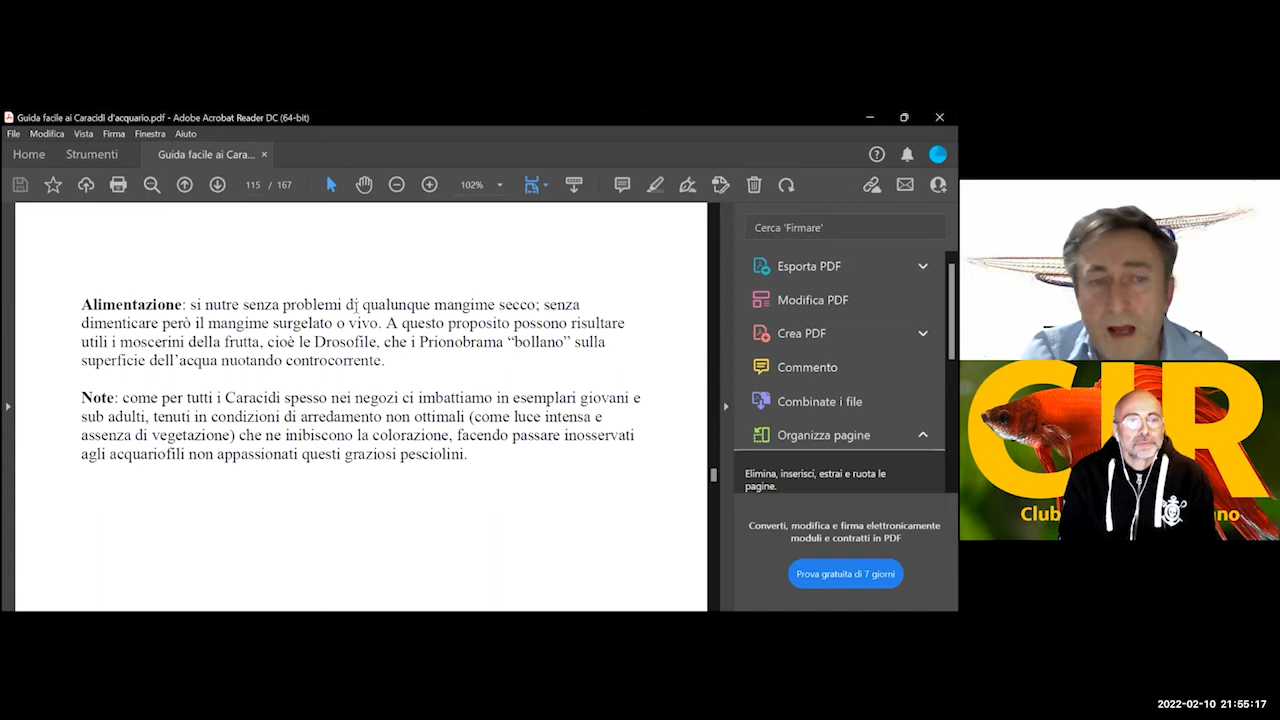 Guida facile ai Caracidi d'acquario.pdf - Adobe Acrobat Reader DC (64-bit)
File Modifica Vista Firma Finestra Aiuto
Home Strumenti Guida facile ai Cara... ×
115 / 167 102%
Cerca 'Firmare'
Esporta PDF
Modifica PDF
Crea PDF
Commento
Combinate i file
Organizza pagine
Elimina, inserisci, estrai e ruota le
pagine.
Converti, modifica e firma elettronicamente
moduli e contratti in PDF
Prova gratuita di 7 giorni
Alimentazione: si nutre senza problemi di qualunque mangime secco; senza
dimenticare però il mangime surgelato o vivo. A questo proposito possono risultare
utili i moscerini della frutta, cioè le Drosofile, che i Prionobrama “bollano” sulla
superficie dell’acqua nuotando controcorrente.
Note: come per tutti i Caracidi spesso nei negozi ci imbattiamo in esemplari giovani e
sub adulti, tenuti in condizioni di arredamento non ottimali (come luce intensa e
assenza di vegetazione) che ne inibiscono la colorazione, facendo passare inosservati
agli acquariofili non appassionati questi graziosi pesciolini.
CIR
Club
2022-02-10 21:55:17